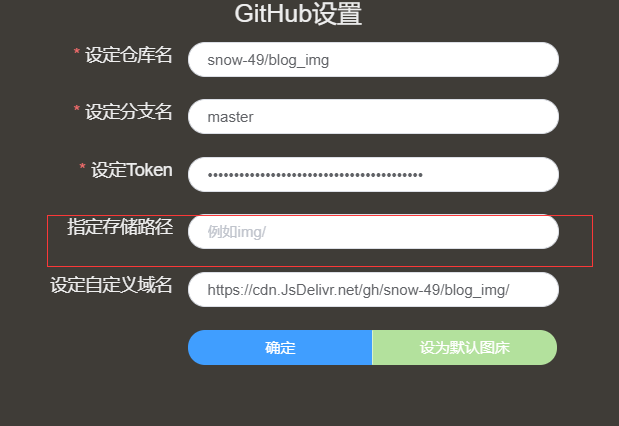 GitHub设置
* 设定仓库名 snow-49/blog_img
* 设定分支名 master
* 设定Token •••••••••••••••••••••••••••••••••••••••••
指定存储路径 例如img/
设定自定义域名 https://cdn.JsDelivr.net/gh/snow-49/blog_img/
确定 设为默认图床